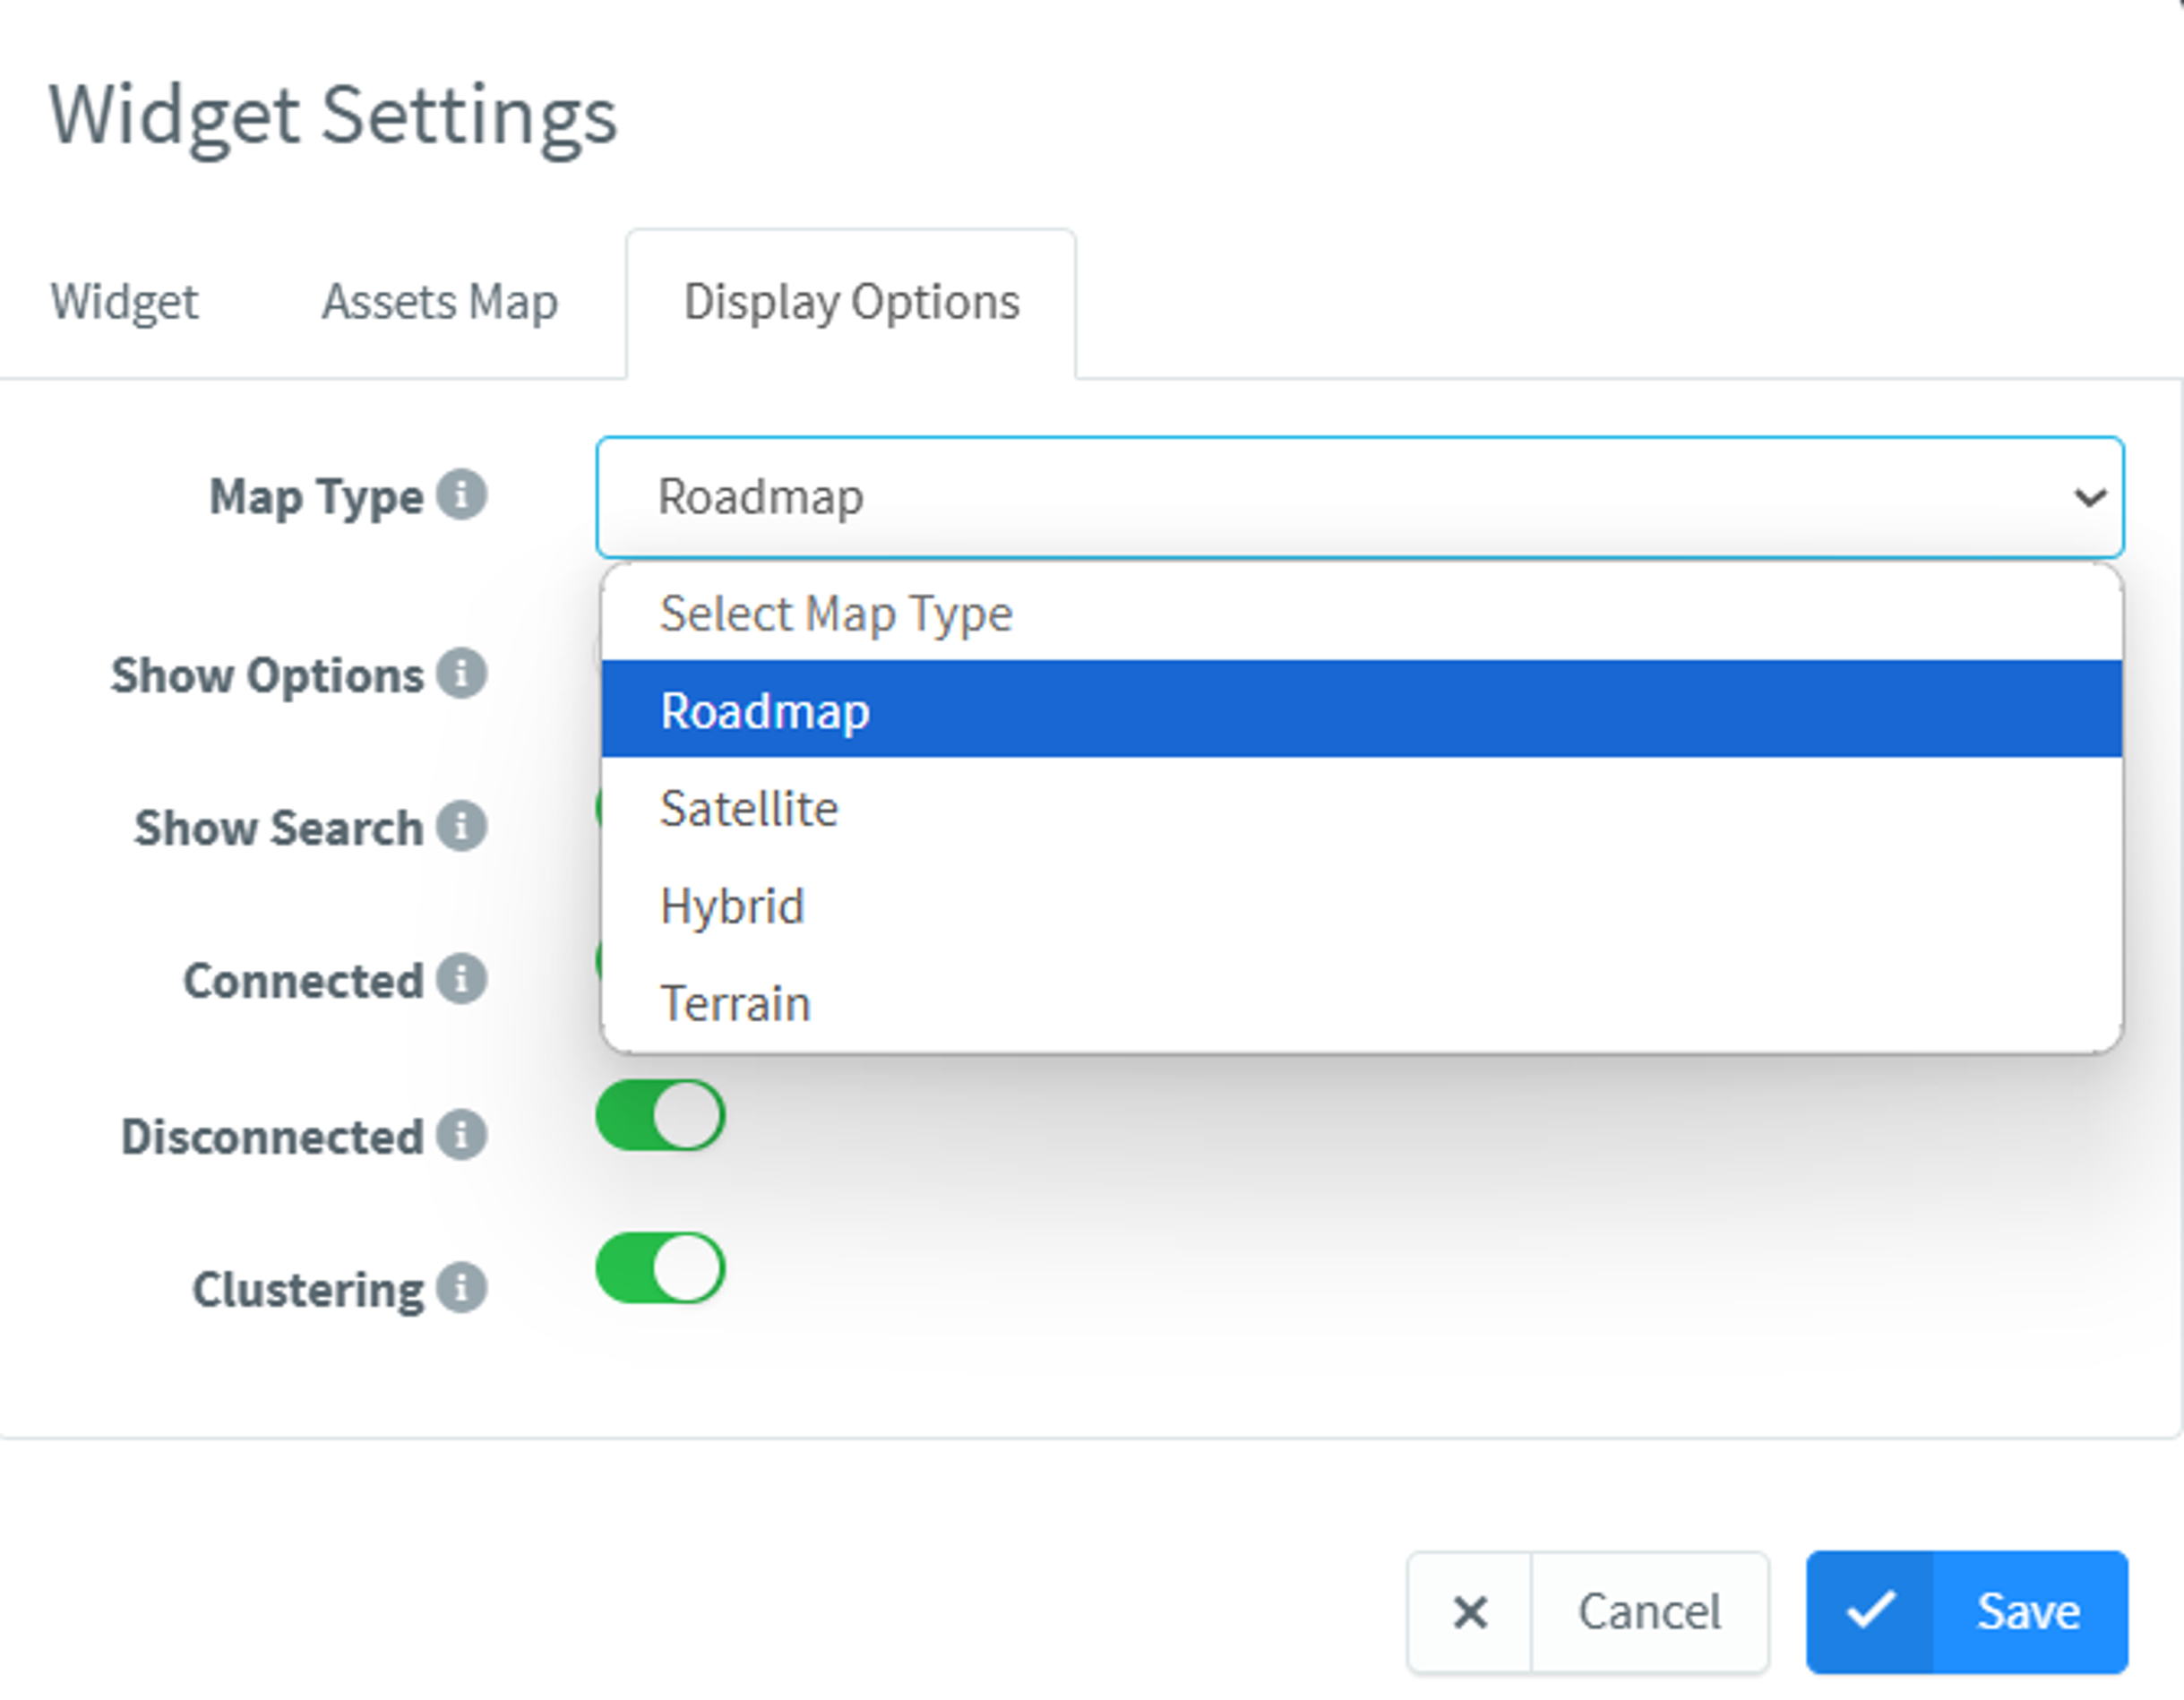 Widget Settings
Widget
Assets Map
Display Options
Map Type
Roadmap
Select Map Type
Roadmap
Satellite
Hybrid
Terrain
Show Options
Show Search
Connected
Disconnected
Clustering
Cancel
Save